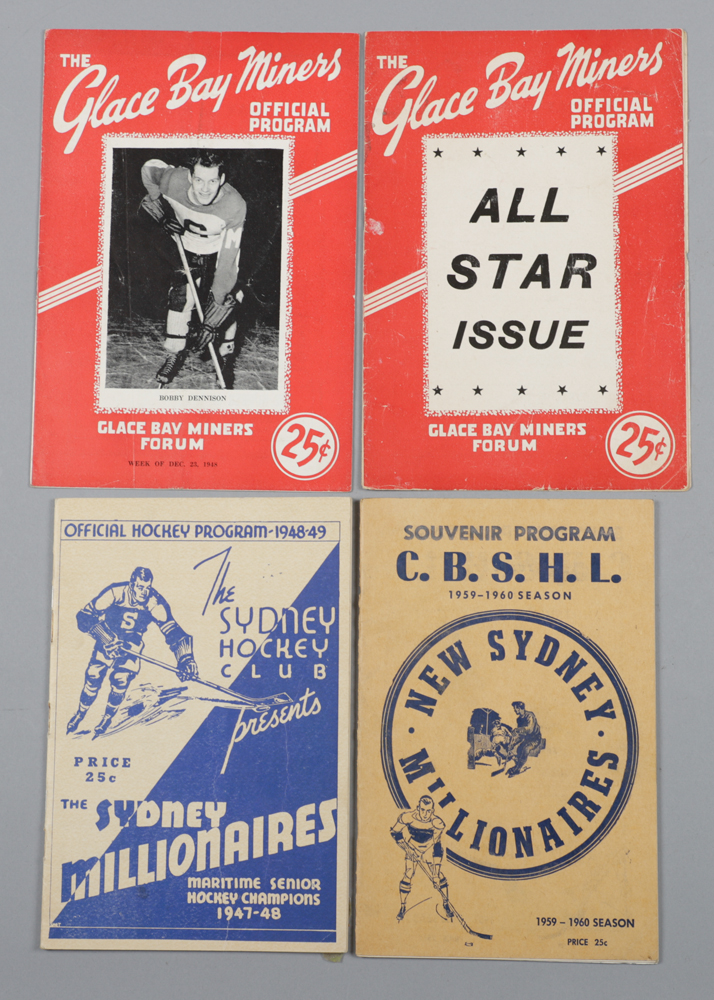 THE
Glace Bay Miners
OFFICIAL
PROGRAM
C
M
BOBBY DENNISON
GLACE BAY MINERS
FORUM
25¢
WEEK OF DEC. 23, 1948
THE
Glace Bay Miners
OFFICIAL
PROGRAM
ALL
STAR
ISSUE
GLACE BAY MINERS
FORUM
25¢
OFFICIAL HOCKEY PROGRAM-1948-49
The
SYDNEY
HOCKEY
CLUB
presents
S
PRICE
25c
THE SYDNEY
MILLIONAIRES
MARITIME SENIOR
HOCKEY CHAMPIONS
1947-48
SOUVENIR PROGRAM
C. B. S. H. L.
1959-1960 SEASON
NEW SYDNEY
MILLIONAIRES
1959 - 1960 SEASON
PRICE 25c